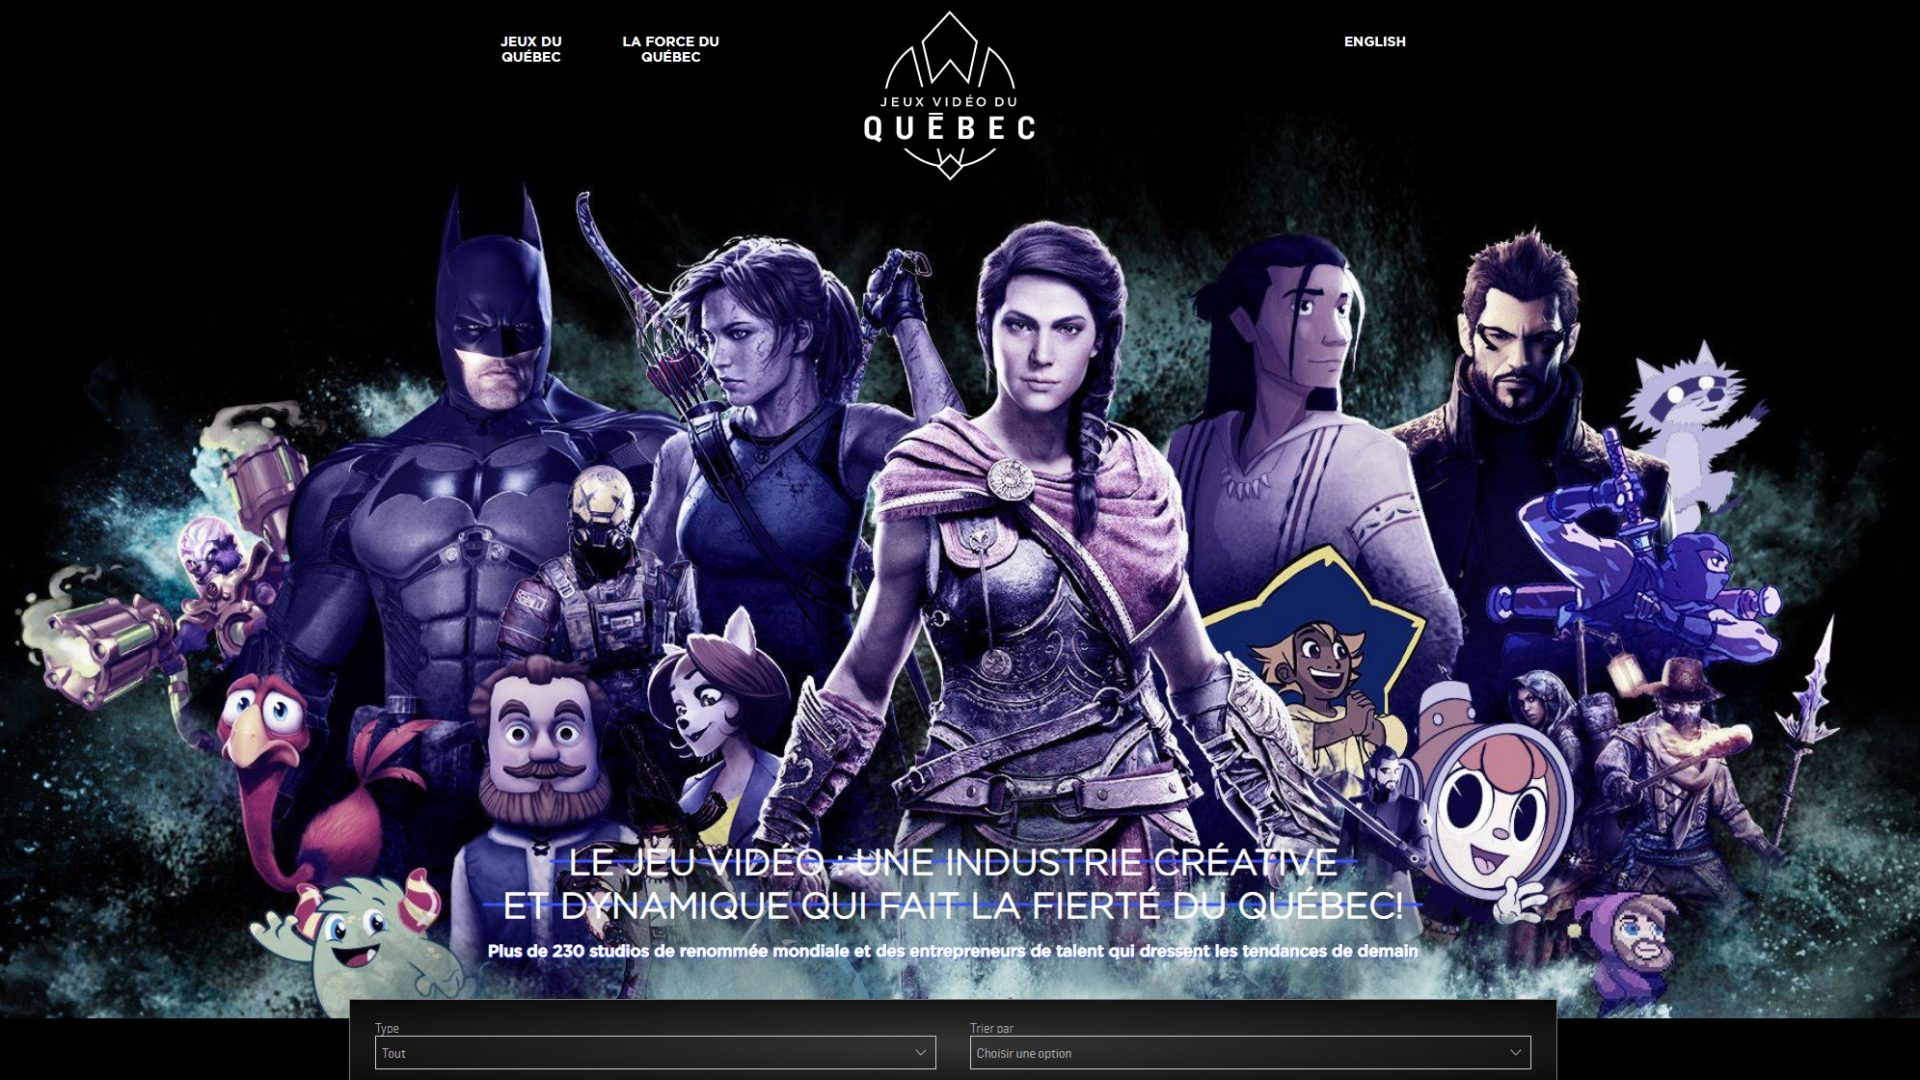 JEUX DU
QUÉBEC
LA FORCE DU
QUÉBEC
JEUX VIDÉO DU
QUĒBEC
ENGLISH
LE JEU VIDÉO : UNE INDUSTRIE CRÉATIVE
ET DYNAMIQUE QUI FAIT LA FIERTÉ DU QUÉBEC!
Plus de 230 studios de renommée mondiale et des entrepreneurs de talent qui dressent les tendances de demain
Type
Tout
Trier par
Choisir une option